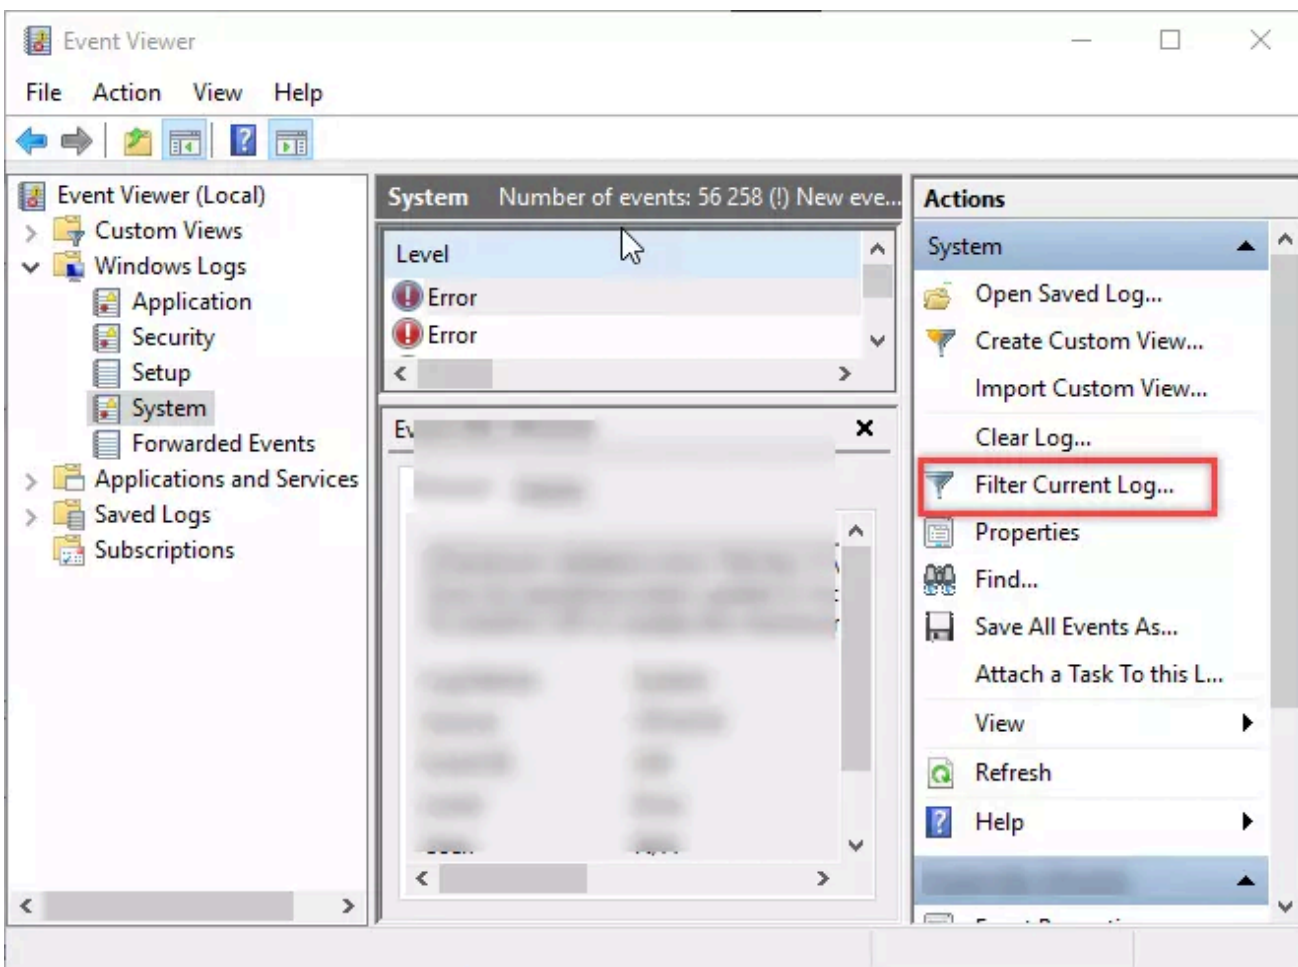 Event Viewer
File Action View Help
Event Viewer (Local)
Custom Views
Windows Logs
Application
Security
Setup
System
Forwarded Events
Applications and Services
Saved Logs
Subscriptions
System Number of events: 56 258 (!) New eve...
Level
Error
Error
Actions
System
Open Saved Log...
Create Custom View...
Import Custom View...
Clear Log...
Filter Current Log...
Properties
Find...
Save All Events As...
Attach a Task To this L...
View
Refresh
Help